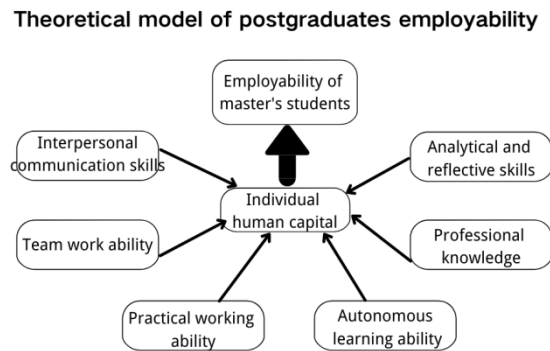 Theoretical model of postgraduates employability
Employability of
master's students
Interpersonal
communication skills
Analytical and
reflective skills
Individual
human capital
Team work ability
Professional
knowledge
Practical working
ability
Autonomous
learning ability